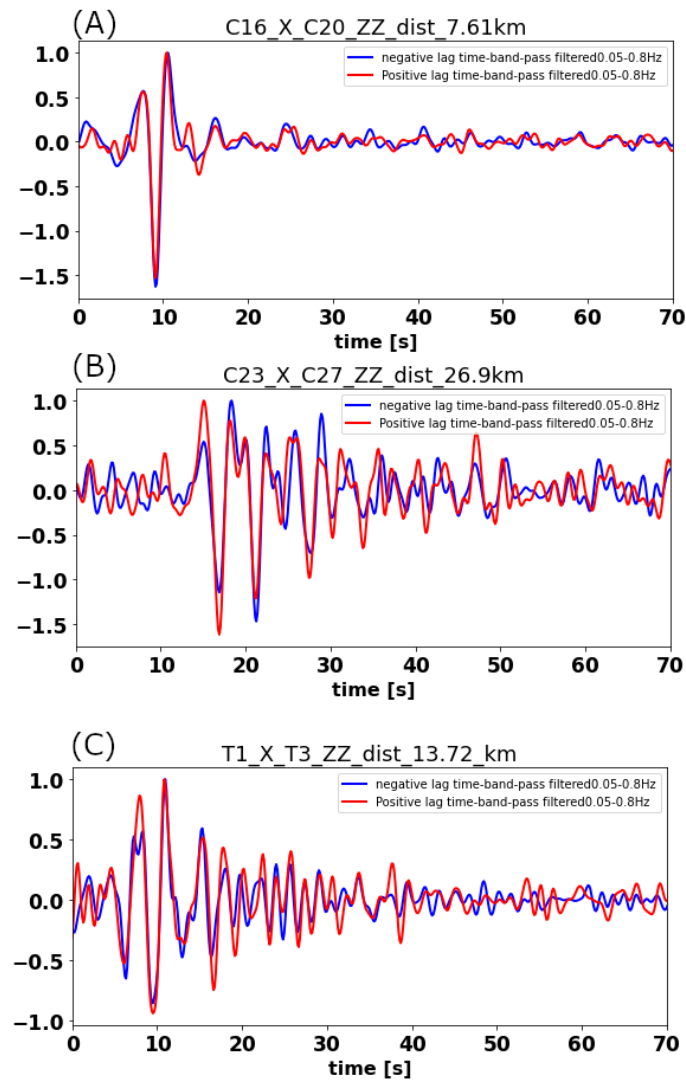 (A)
C16_X_C20_ZZ_dist_7.61km
negative lag time-band-pass filtered0.05-0.8Hz
Positive lag time-band-pass filtered0.05-0.8Hz
1.0
0.5
0.0
−0.5
−1.0
−1.5
0 10 20 30 40 50 60 70
time [s]
(B)
C23_X_C27_ZZ_dist_26.9km
negative lag time-band-pass filtered0.05-0.8Hz
Positive lag time-band-pass filtered0.05-0.8Hz
1.0
0.5
0.0
−0.5
−1.0
−1.5
0 10 20 30 40 50 60 70
time [s]
(C)
T1_X_T3_ZZ_dist_13.72_km
negative lag time-band-pass filtered0.05-0.8Hz
Positive lag time-band-pass filtered0.05-0.8Hz
1.0
0.5
0.0
−0.5
−1.0
0 10 20 30 40 50 60 70
time [s]